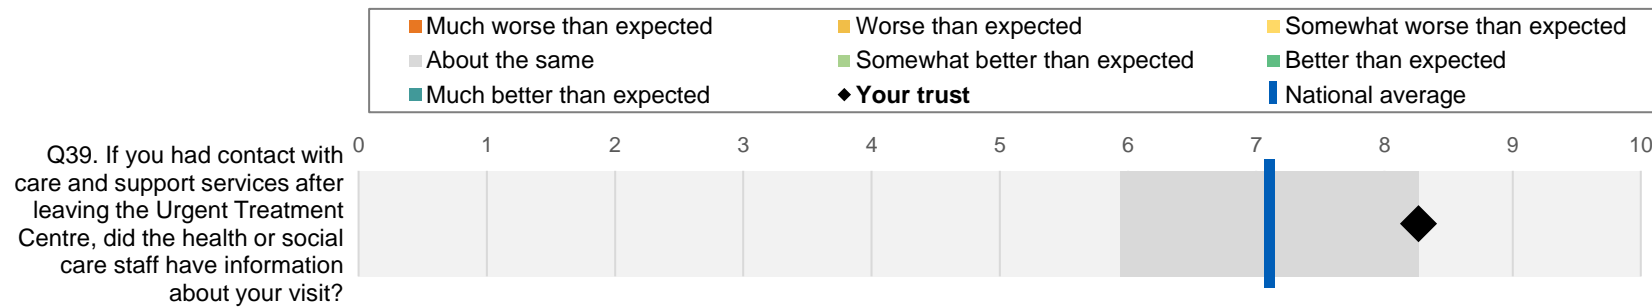 Much worse than expected Worse than expected Somewhat worse than expected
About the same Somewhat better than expected Better than expected
Much better than expected Your trust National average
0 1 2 3 4 5 6 7 8 9 10
Q39. If you had contact with
care and support services after
leaving the Urgent Treatment
Centre, did the health or social
care staff have information
about your visit?